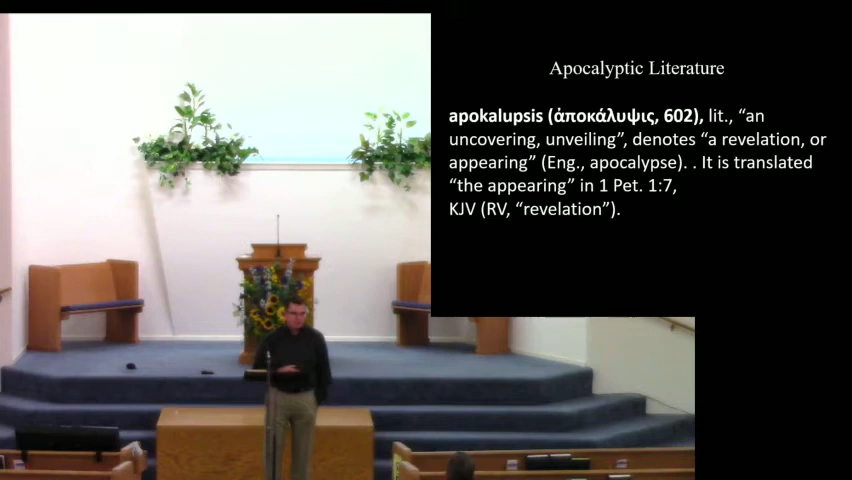 Apocalyptic Literature
apokalupsis (ἀποκάλυψις, 602), lit., “an
uncovering, unveiling”, denotes “a revelation, or
appearing” (Eng., apocalypse). . It is translated
“the appearing” in 1 Pet. 1:7,
KJV (RV, “revelation”).